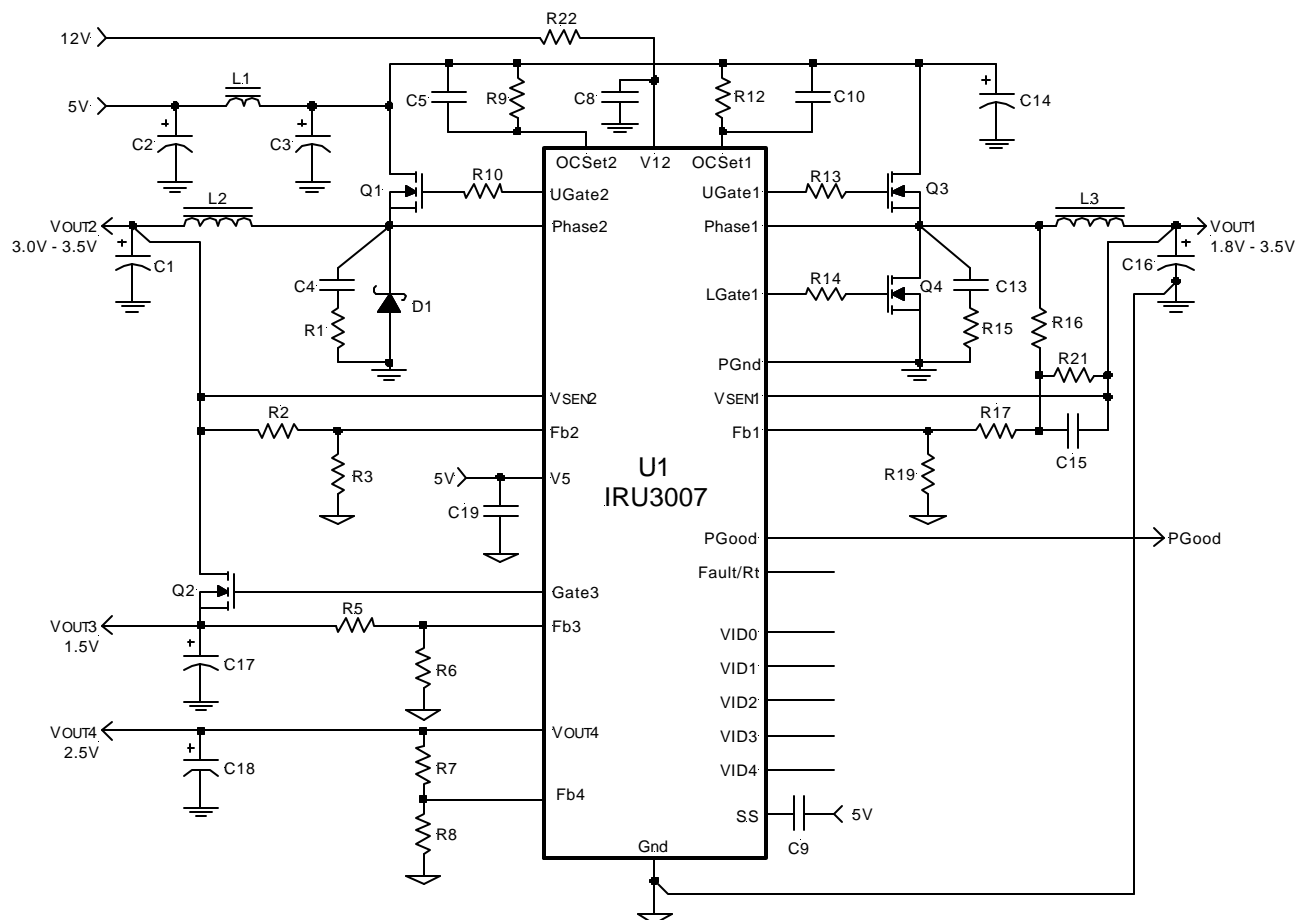 R22
12V
L1
5V
C2
C3
C5
R9
C8
R12
C10
C14
OCSet2
V12
OCSet1
Q1
R10
UGate2
UGate1
R13
Q3
L2
VOUT2
3.0V - 3.5V
Phase2
Phase1
L3
VOUT1
1.8V - 3.5V
C1
C4
R1
D1
LGate1
R14
Q4
C13
R15
C16
R16
PGnd
R21
VSEN2
VSEN1
R2
Fb2
Fb1
R17
C15
R3
R19
5V
V5
C19
U1
IRU3007
PGood
PGood
Fault/Rt
Q2
Gate3
VOUT3
1.5V
R5
Fb3
C17
R6
VID0
VID1
VID2
VID3
VID4
VOUT4
2.5V
VOUT4
C18
R7
Fb4
R8
SS
5V
C9
Gnd